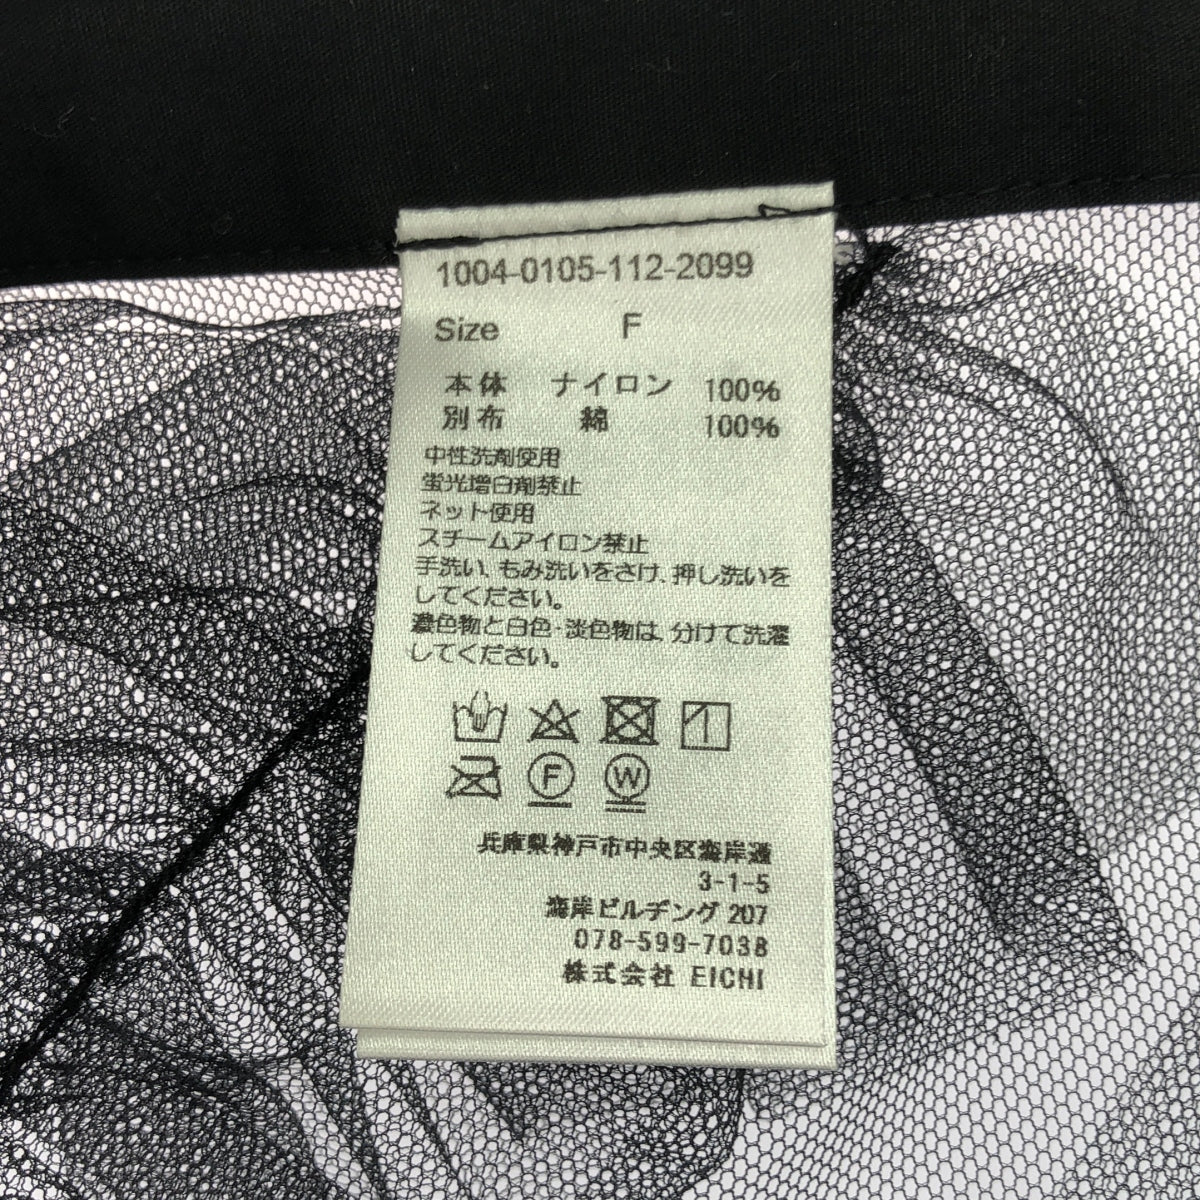 1004-0105-112-2099
Size F
本体 ナイロン 100%
別布 綿 100%
中性洗剤使用
蛍光増白剤禁止
ネット使用
スチームアイロン禁止
手洗い、もみ洗いをさけ、押し洗いを
してください。
濃色物と白色・淡色物は、分けて洗濯
してください。
F W
兵庫県神戸市中央区海岸通
3-1-5
海岸ビルヂング 207
078-599-7038
株式会社 EICHI